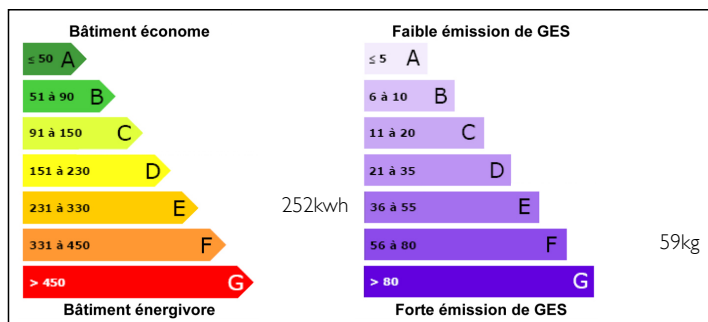 Bâtiment économe
≤ 50 A
51 à 90 B
91 à 150 C
151 à 230 D
231 à 330 E
252kwh
331 à 450 F
> 450 G
Bâtiment énergivore
Faible émission de GES
≤ 5 A
6 à 10 B
11 à 20 C
21 à 35 D
36 à 55 E
56 à 80 F
59kg
> 80 G
Forte émission de GES